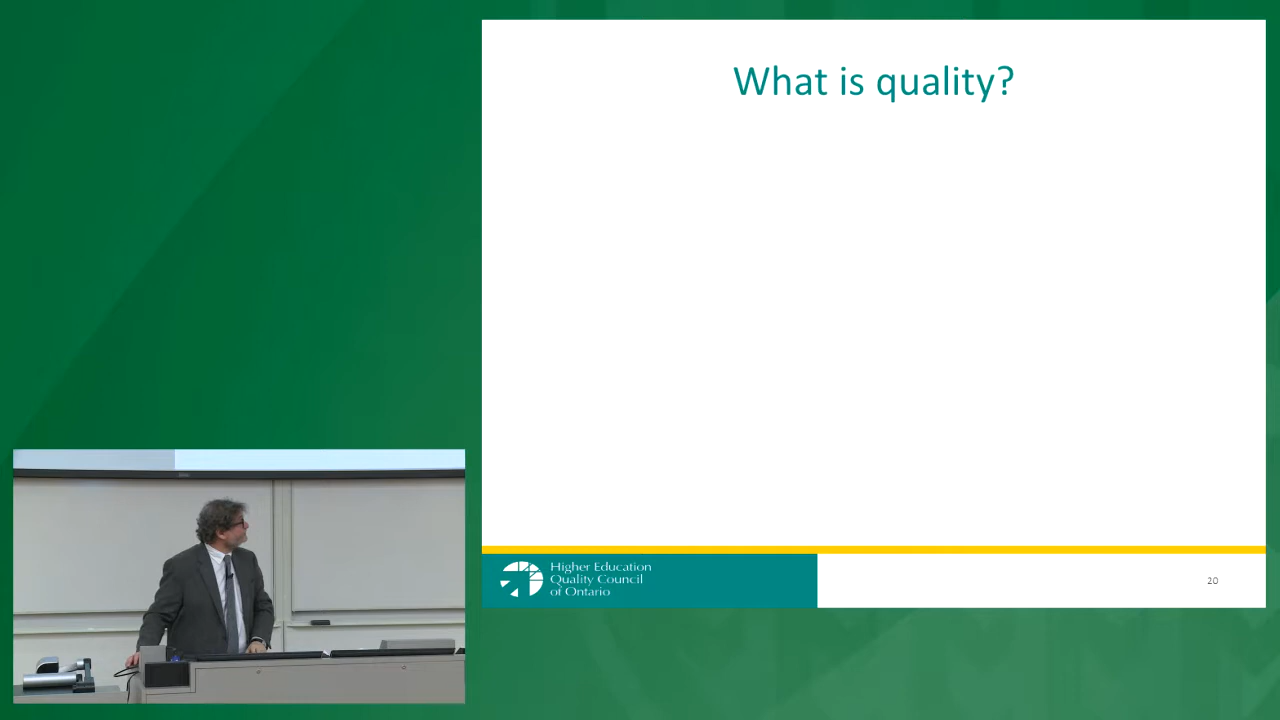 What is quality?
Higher Education
Quality Council
of Ontario
20